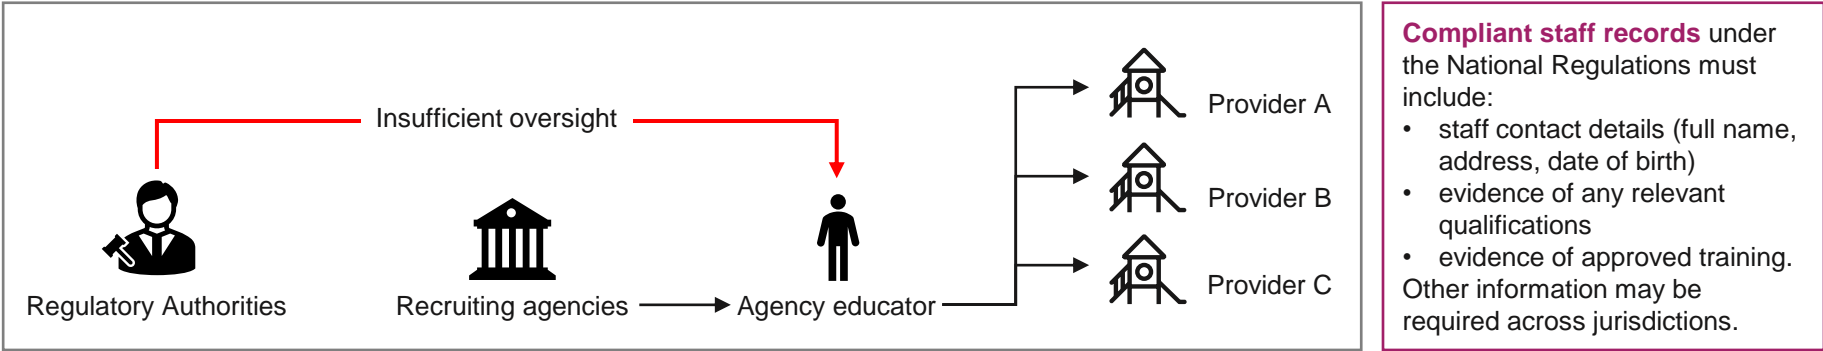 Insufficient oversight
Regulatory Authorities
Recruiting agencies
Agency educator
Provider A
Provider B
Provider C
Compliant staff records under
the National Regulations must
include:
• staff contact details (full name,
address, date of birth)
• evidence of any relevant
qualifications
• evidence of approved training.
Other information may be
required across jurisdictions.